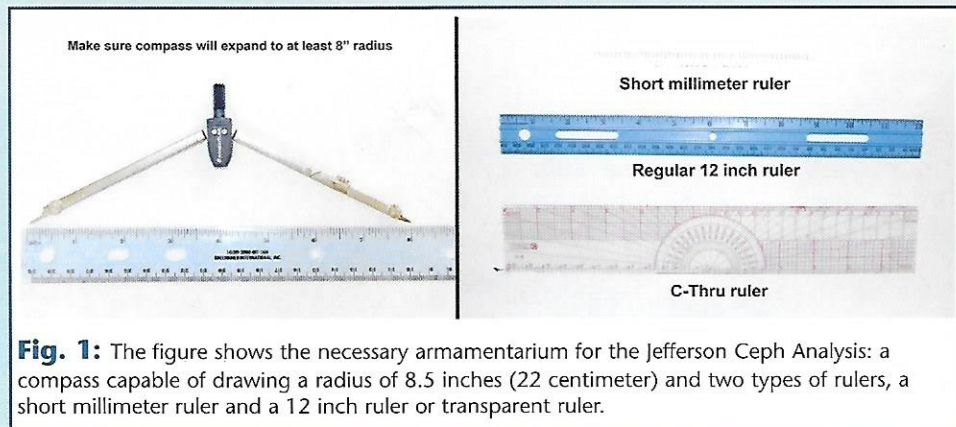 Make sure compass will expand to at least 8" radius
Short millimeter ruler
Regular 12 inch ruler
C-Thru ruler
Fig. 1: The figure shows the necessary armamentarium for the Jefferson Ceph Analysis: a
compass capable of drawing a radius of 8.5 inches (22 centimeter) and two types of rulers, a
short millimeter ruler and a 12 inch ruler or transparent ruler.